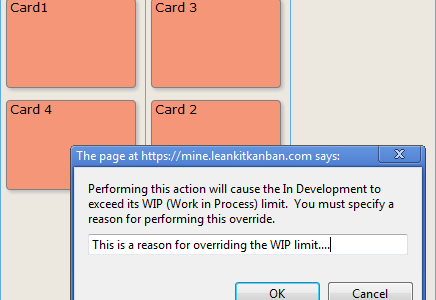 Card1
Card 3
Card 4
Card 2
The page at https://mine.leankitkanban.com says:
Performing this action will cause the In Development to
exceed its WIP (Work in Process) limit.  You must specify a
reason for performing this override.
This is a reason for overriding the WIP limit....
OK
Cancel